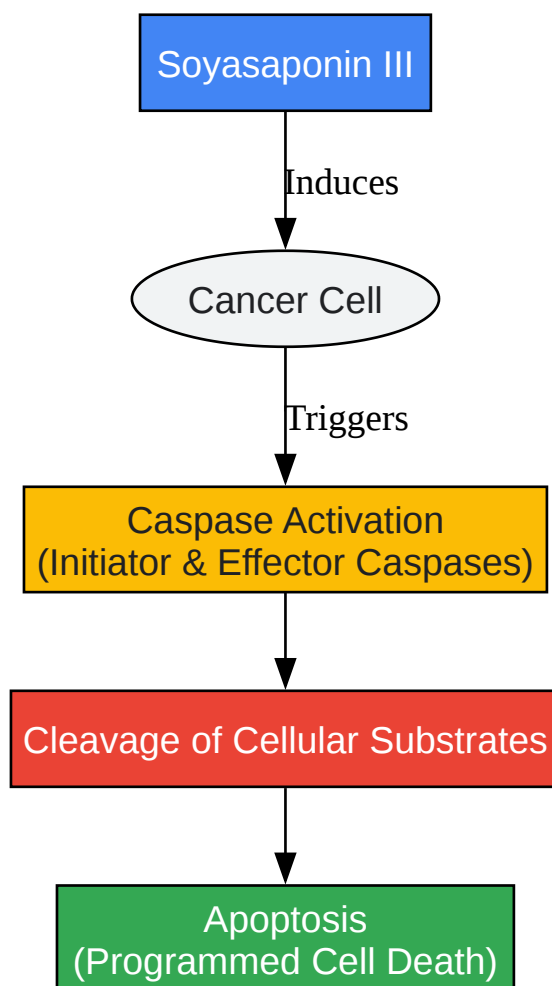 Soyasaponin III
Induces
Cancer Cell
Triggers
Caspase Activation
(Initiator & Effector Caspases)
Cleavage of Cellular Substrates
Apoptosis
(Programmed Cell Death)